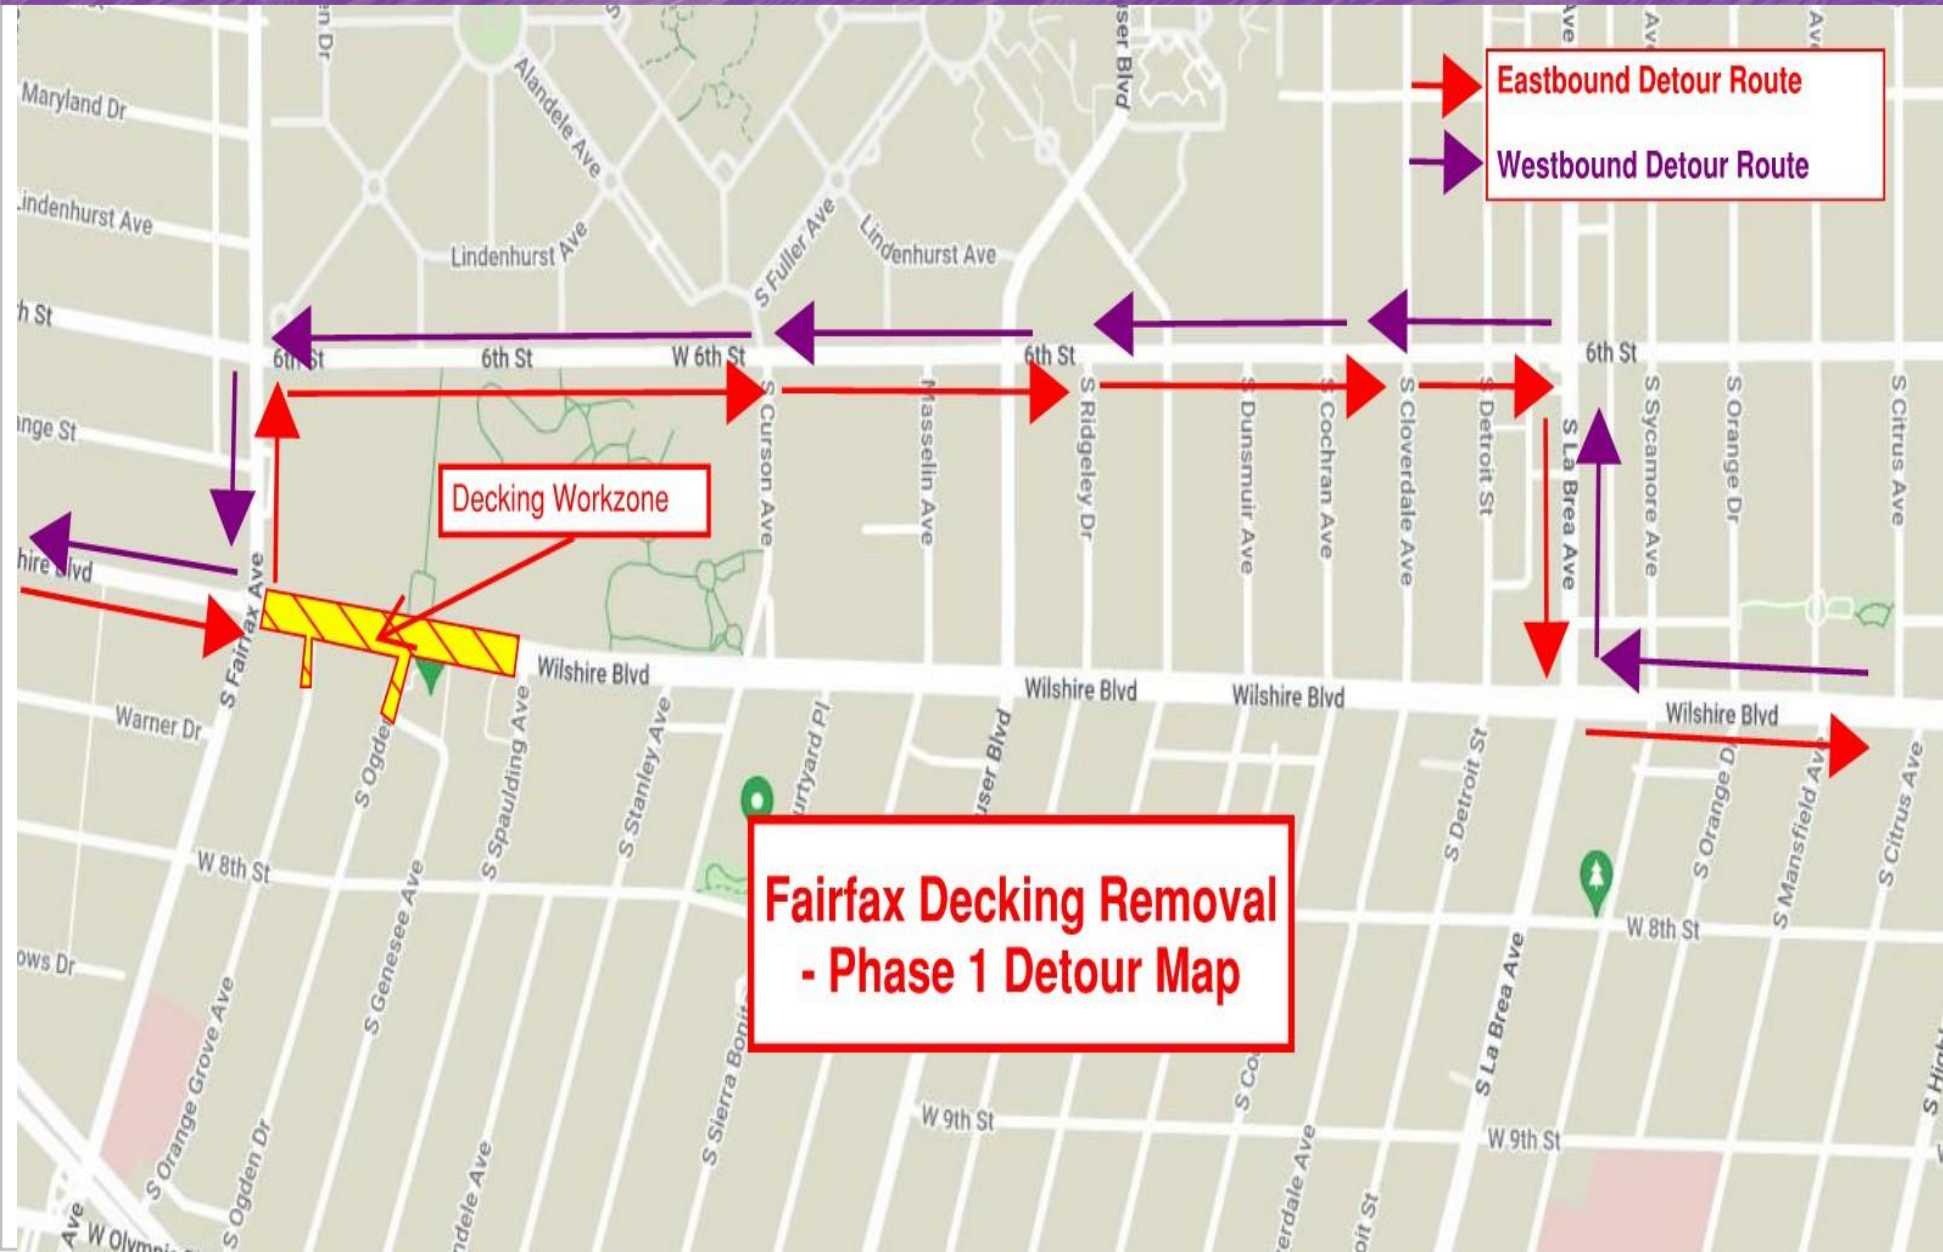 Eastbound Detour Route
Westbound Detour Route
Maryland Dr
Alandele Ave
Lindenhurst Ave
Lindenhurst Ave
S Fuller Ave
Lindenhurst Ave
6th St
6th St
W 6th St
6th St
6th St
Decking Workzone
S Curson Ave
Masselin Ave
S Ridgeley Dr
S Dunsmuir Ave
S Cochran Ave
S Cloverdale Ave
S Detroit St
S La Brea Ave
S Sycamore Ave
S Orange Dr
S Citrus Ave
S Fairfax Ave
Wilshire Blvd
Wilshire Blvd
Wilshire Blvd
Wilshire Blvd
Warner Dr
S Ogden
S Spaulding Ave
S Stanley Ave
S Detroit St
S Orange Dr
S Mansfield Ave
S Citrus Ave
W 8th St
S Genesee Ave
Fairfax Decking Removal
- Phase 1 Detour Map
W 8th St
S La Brea Ave
S Orange Grove Ave
S Ogden Dr
S Sierra
W 9th St
W 9th St
Ave